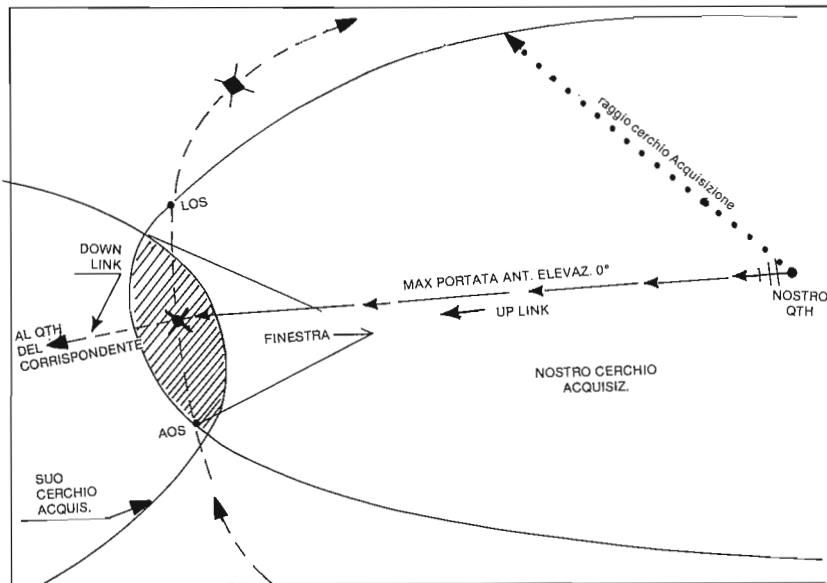 LOS
raggio cerchio Acquisizione
DOWN
LINK
MAX PORTATA ANT. ELEVAZ. 0°
NOSTRO
QTH
UP LINK
AL QTH
DEL
CORRISPONDENTE
FINESTRA
NOSTRO CERCHIO
ACQUISIZ.
AOS
SUO
CERCHIO
ACQUIS.